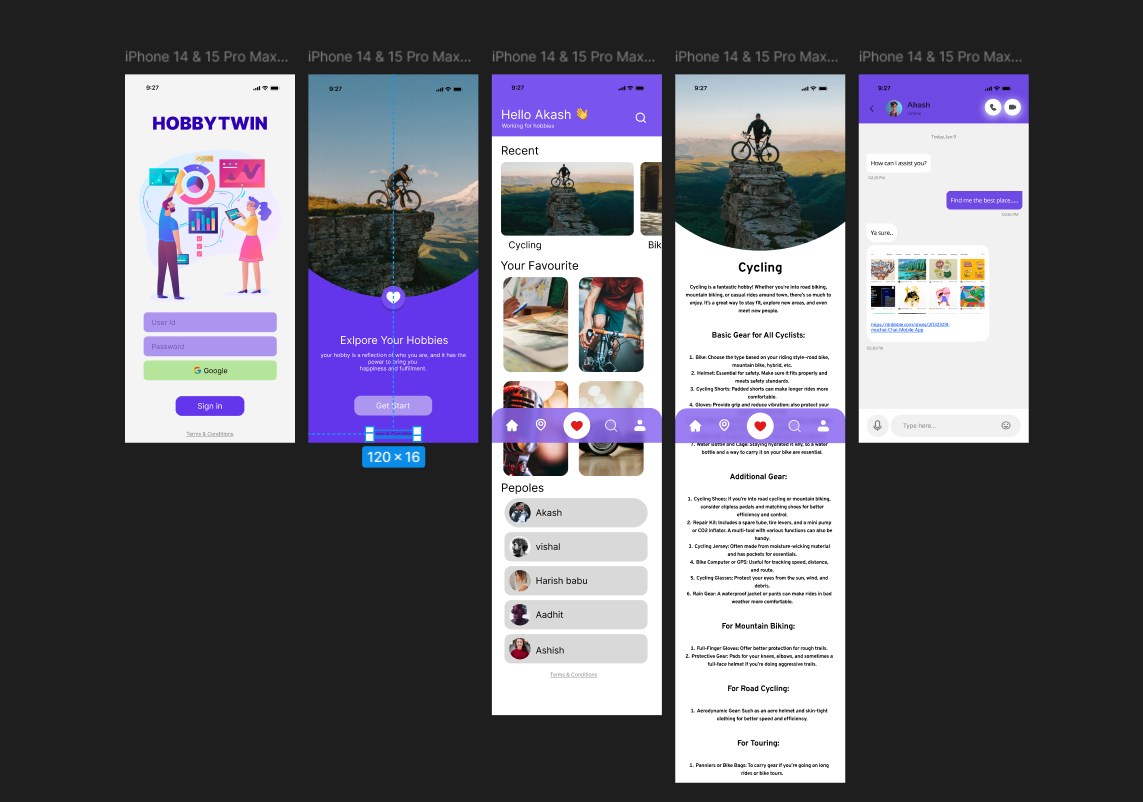 iPhone 14 & 15 Pro Max...
9:27
HOBBYTWIN
User Id
Password
Google
Sign in
Terms & Conditions
iPhone 14 & 15 Pro Max...
9:27
Exlpore Your Hobbies
your hobby is a reflection of who you are, and it has the
power to bring you
happiness and fulfillment.
Get Start
120 × 16
iPhone 14 & 15 Pro Max...
9:27
Hello Akash 👋
Working for hobbies
Recent
Cycling
Bik
Your Favourite
Pepoles
Akash
vishal
Harish babu
Aadhit
Ashish
Terms & Conditions
iPhone 14 & 15 Pro Max...
9:27
Cycling
Cycling is a fantastic hobby! Whether you're into road biking,
mountain biking, or casual rides around town, there's so much to
enjoy. It's a great way to stay fit, explore new areas, and even
meet new people.
Basic Gear for All Cyclists:
1. Bike: Choose the type based on your riding style—road bike,
mountain bike, hybrid, etc.
2. Helmet: Essential for safety. Make sure it fits properly and
meets safety standards.
3. Cycling Shorts: Padded shorts can make longer rides more
comfortable.
4. Gloves: Provide grip and reduce vibration; also protect your
7. Water Bottle and Cage: Staying hydrated is key, so a water
bottle and a way to carry it on your bike are essential.
Additional Gear:
1. Cycling Shoes: If you're into road cycling or mountain biking,
consider clipless pedals and matching shoes for better
efficiency and control.
2. Repair Kit: Includes a spare tube, tire levers, and a mini pump
or CO2 inflator. A multi-tool with various functions can also be
handy.
3. Cycling Jersey: Often made from moisture-wicking material
and has pockets for essentials.
4. Bike Computer or GPS: Useful for tracking speed, distance,
and route.
5. Cycling Glasses: Protect your eyes from the sun, wind, and
debris.
6. Rain Gear: A waterproof jacket or pants can make rides in bad
weather more comfortable.
For Mountain Biking:
1. Full-Finger Gloves: Offer better protection for rough trails.
2. Protective Gear: Pads for your knees, elbows, and sometimes a
full-face helmet if you're doing aggressive trails.
For Road Cycling:
1. Aerodynamic Gear: Such as an aero helmet and skin-tight
clothing for better speed and efficiency.
For Touring:
1. Panniers or Bike Bags: To carry gear if you're going on long
rides or bike tours.
iPhone 14 & 15 Pro Max...
9:27
Akash
Online
Today, Jan 9
How can I assist you?
Find me the best place.....
Ya sure..
Type here...